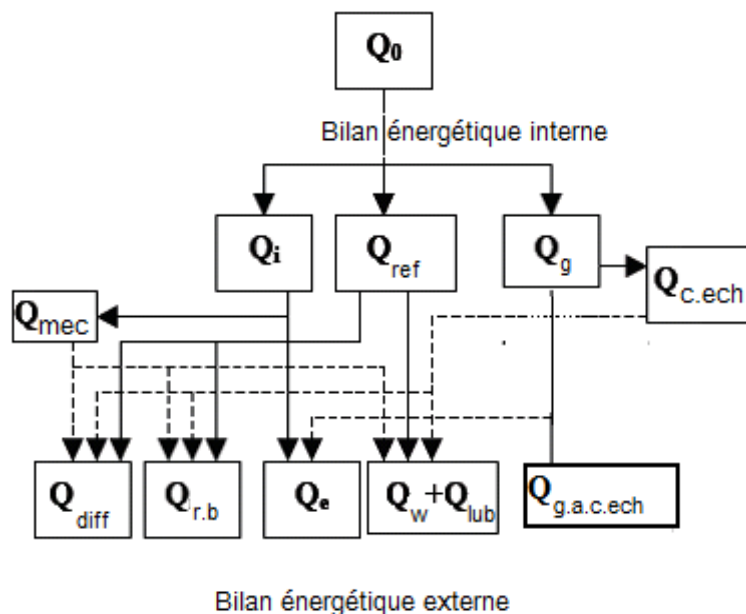 Q0
Bilan énergétique interne
Qi
Qref
Qg
Qc.ech
Qmec
Qdiff
Qr.b
Qe
Qw+Qlub
Qg.a.c.ech
Bilan énergétique externe